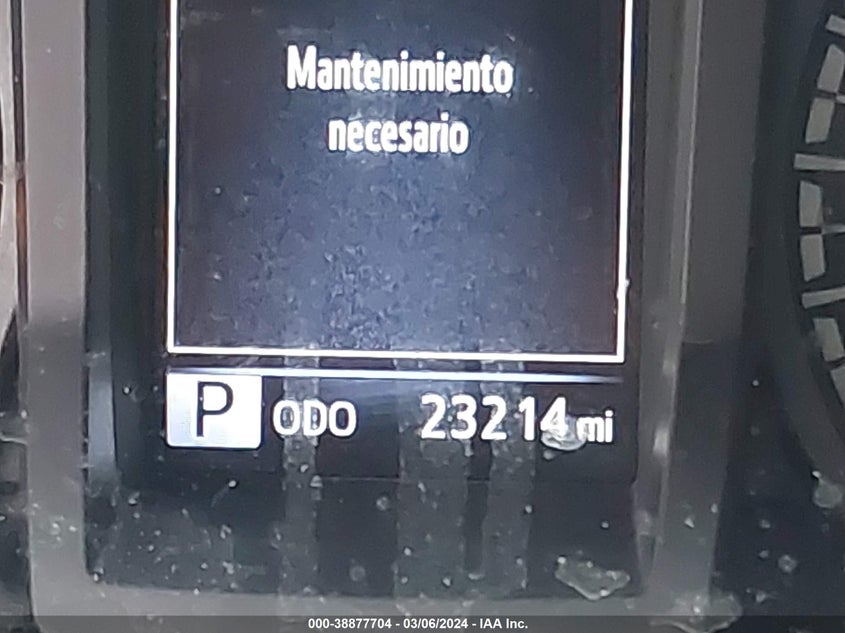 Mantenimiento
necesario
P ODO 23214 mi
000-38877704 - 03/06/2024 - IAA Inc.